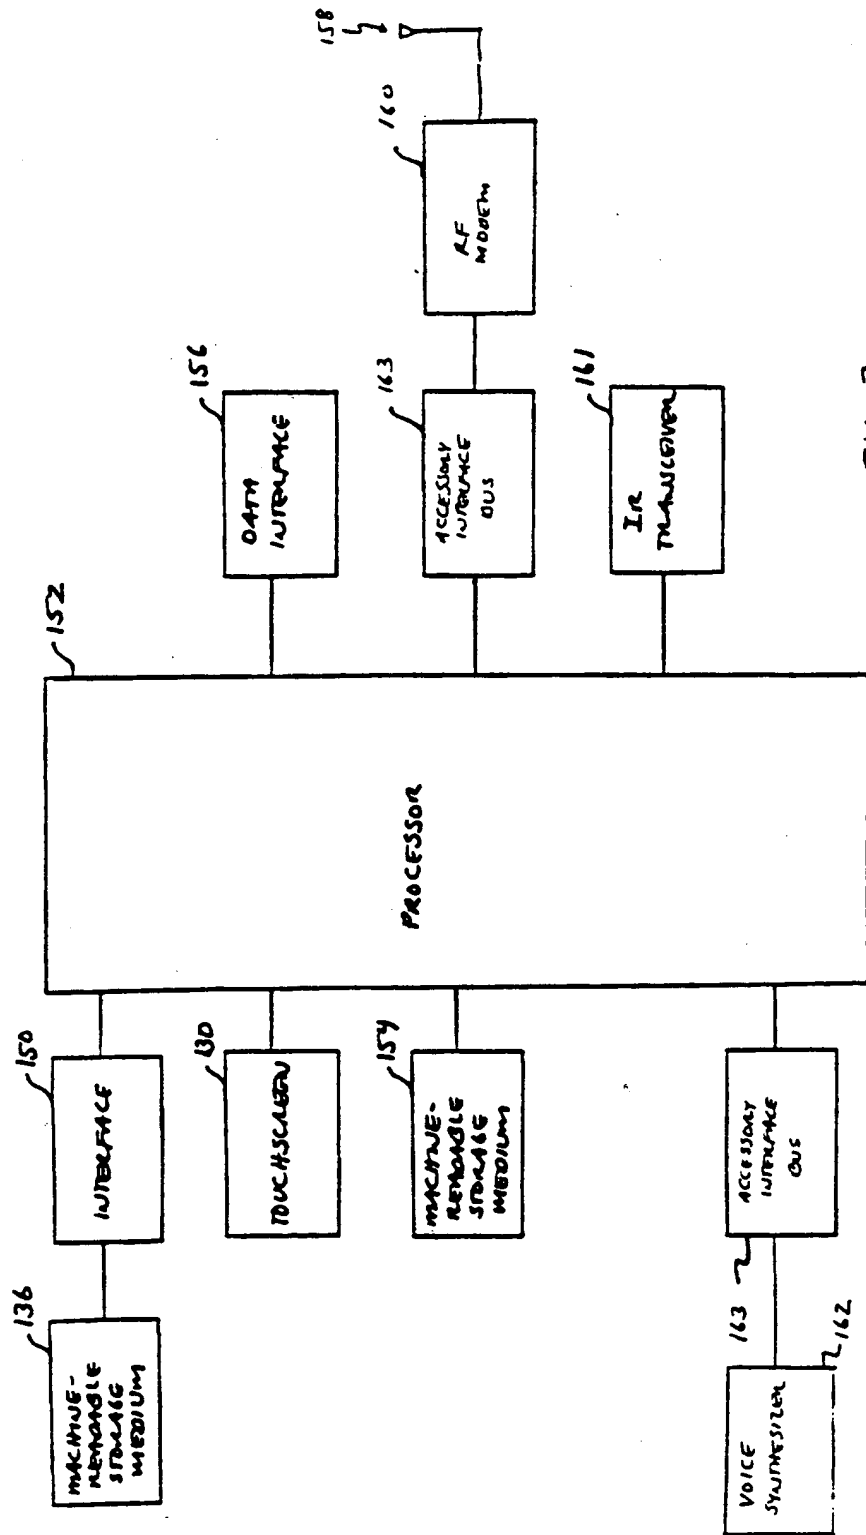 136
MACHINE-
READABLE
STORAGE
MEDIUM
150
INTERFACE
130
TOUCHSCREEN
154
MACHINE-
READABLE
STORAGE
MEDIUM
163
ACCESSORY
INTERFACE
BUS
162
VOICE
SYNTHESIZER
152
PROCESSOR
156
DATA
INTERFACE
163
ACCESSORY
INTERFACE
BUS
160
RF
MODEM
158
161
IR
TRANSCEIVER